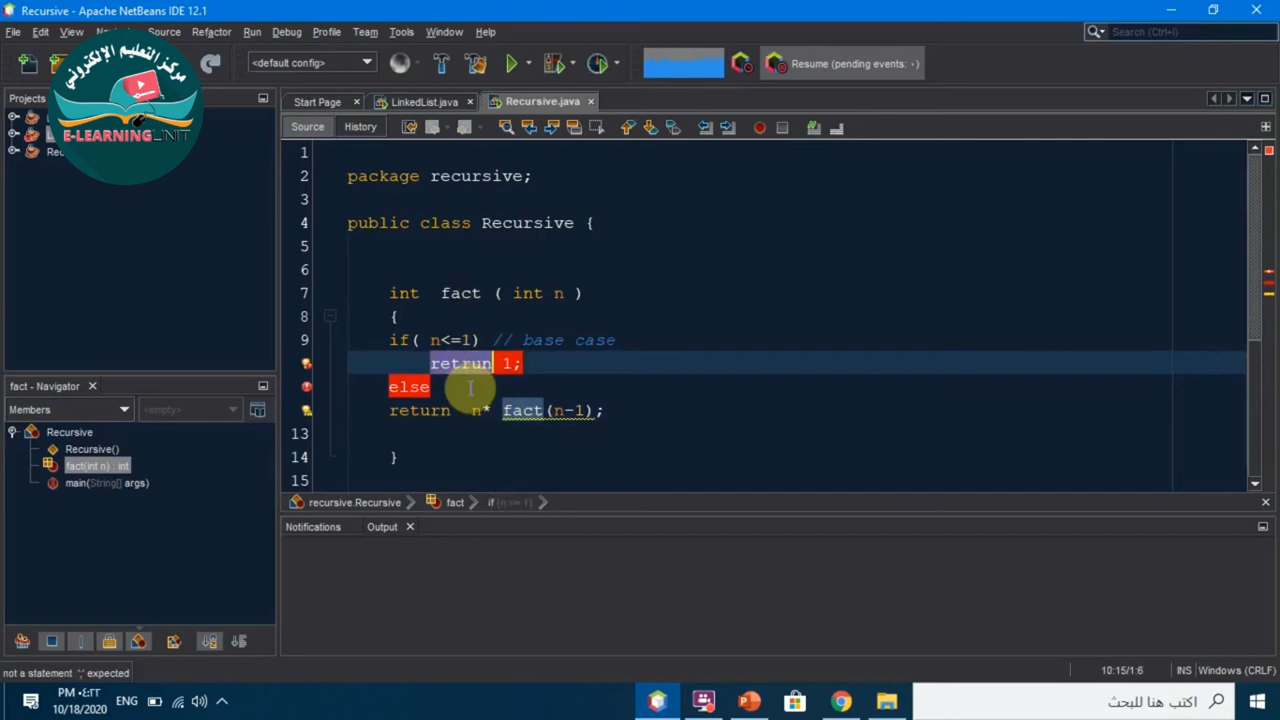 Recursive - Apache NetBeans IDE 12.1
File Edit View Source Refactor Run Debug Profile Team Tools Window Help
Search (Ctrl+I)
مركز التعليم الإلكتروني
E-LEARNING UNIT
<default config>
Resume (pending events: ٠)
Projects
Start Page LinkedList.java Recursive.java
Source History
1
2 package recursive;
3
4 public class Recursive {
5
6
7 int fact ( int n )
8 {
9 if( n<=1) // base case
retrun 1;
else
return n* fact(n-1);
13
14 }
15
fact - Navigator
Members <empty>
Recursive
Recursive()
fact(int n) : int
main(String[] args)
recursive.Recursive fact if (n <= 1)
Notifications Output
not a statement ';' expected
10:15/1:6 INS Windows (CRLF)
PM ٠٤:٢٢
10/18/2020
ENG
اكتب هنا للبحث